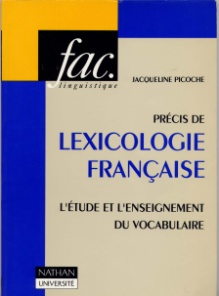 fac.
linguistique
JACQUELINE PICOCHE
PRÉCIS DE
LEXICOLOGIE
FRANÇAISE
L'ÉTUDE ET L'ENSEIGNEMENT
DU VOCABULAIRE
NATHAN
UNIVERSITÉ